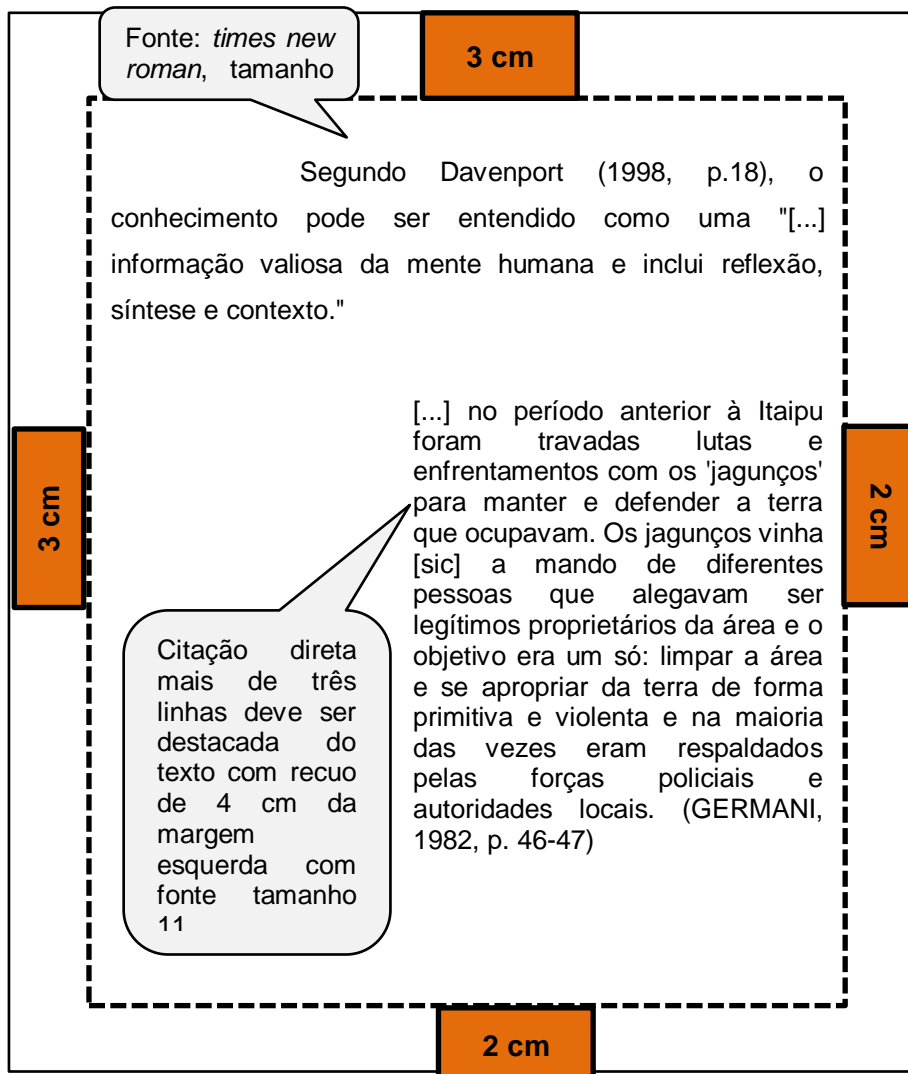 Fonte: times new
roman, tamanho
3 cm
Segundo Davenport (1998, p.18), o
conhecimento pode ser entendido como uma "[...]
informação valiosa da mente humana e inclui reflexão,
síntese e contexto."
[...] no período anterior à Itaipu
foram travadas lutas e
enfrentamentos com os 'jagunços'
para manter e defender a terra
que ocupavam. Os jagunços vinha
[sic] a mando de diferentes
pessoas que alegavam ser
legítimos proprietários da área e o
objetivo era um só: limpar a área
e se apropriar da terra de forma
primitiva e violenta e na maioria
das vezes eram respaldados
pelas forças policiais e
autoridades locais. (GERMANI,
1982, p. 46-47)
3 cm
2 cm
Citação direta
mais de três
linhas deve ser
destacada do
texto com recuo
de 4 cm da
margem
esquerda com
fonte tamanho
11
2 cm